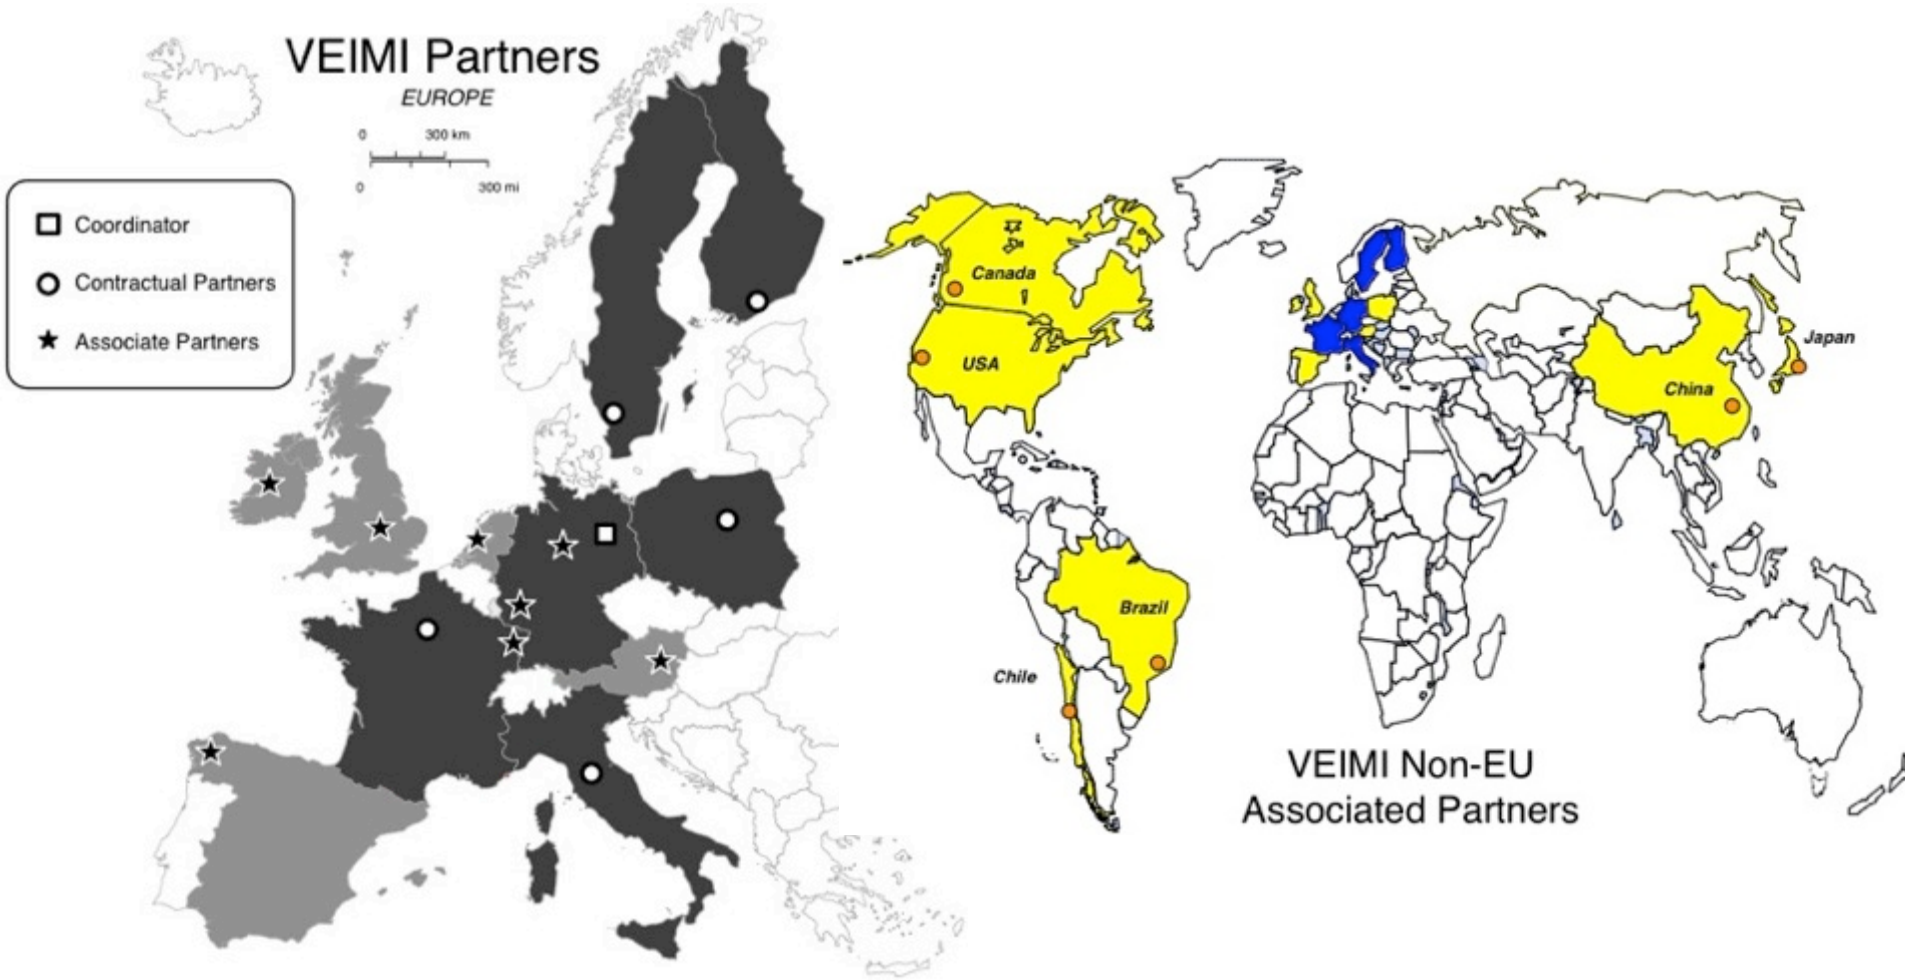 VEIMI Partners
EUROPE
0 300 km
0 300 mi
Coordinator
Contractual Partners
Associate Partners
Canada
USA
Japan
China
Brazil
Chile
VEIMI Non-EU
Associated Partners